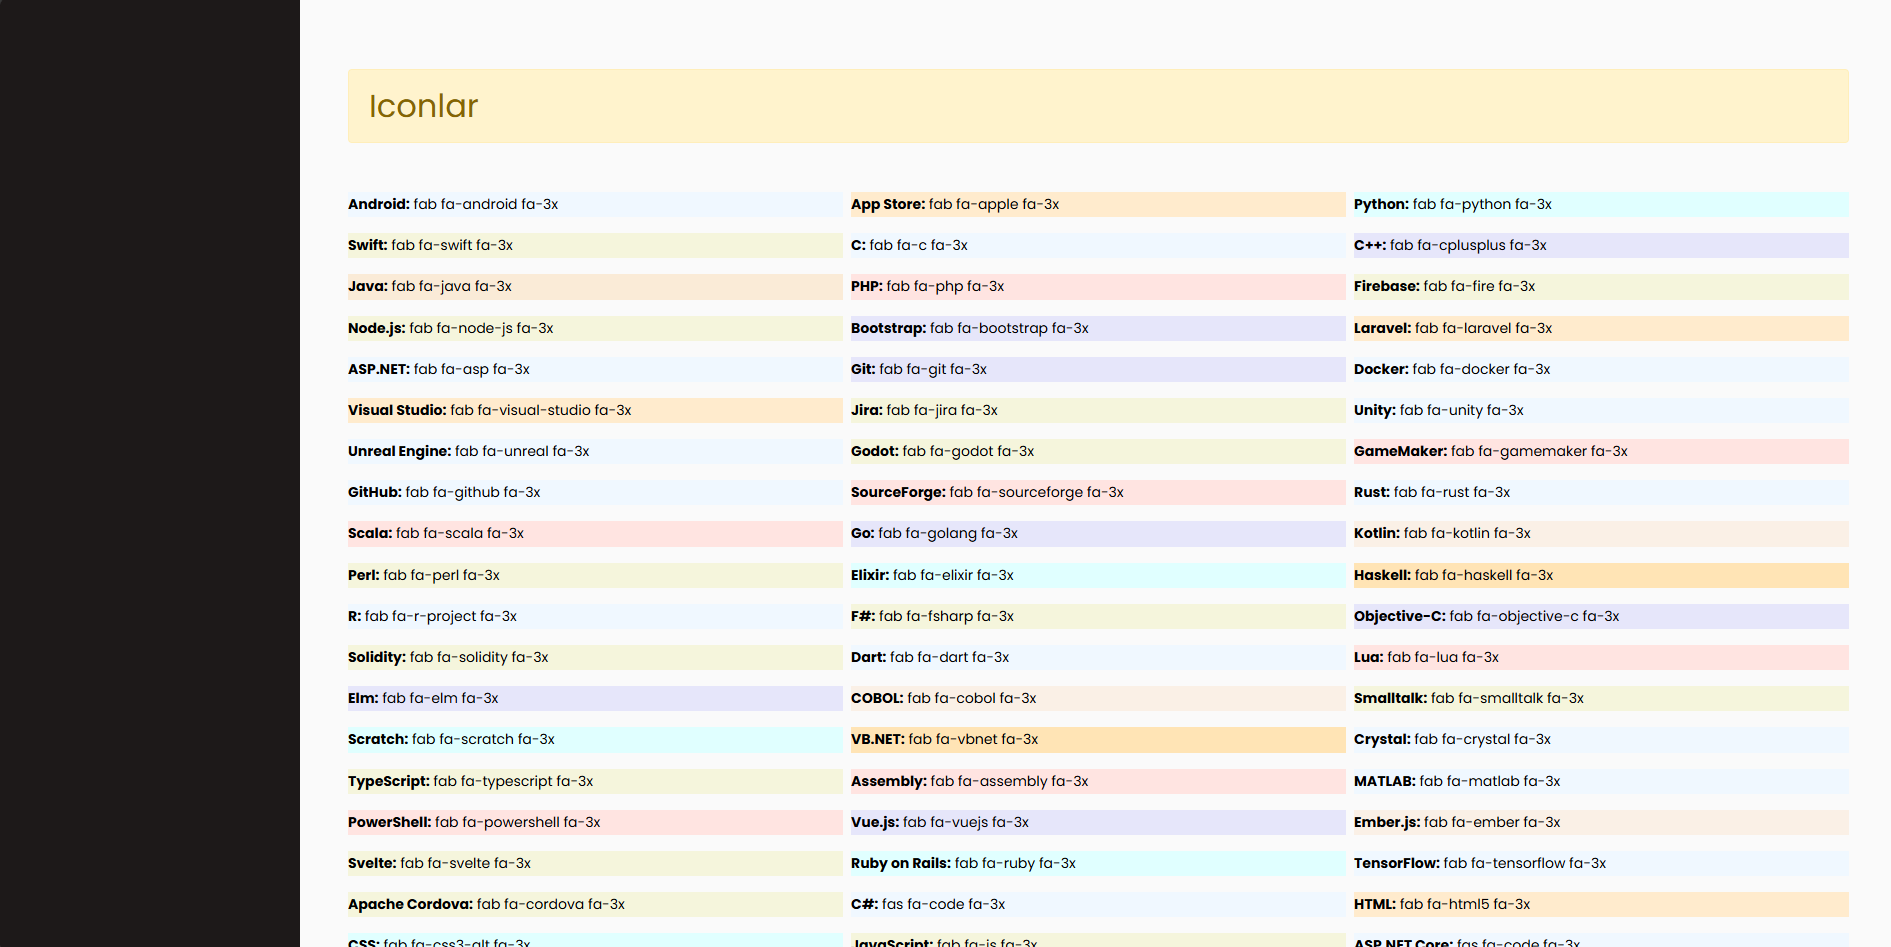 Iconlar
Android: fab fa-android fa-3x
App Store: fab fa-apple fa-3x
Python: fab fa-python fa-3x
Swift: fab fa-swift fa-3x
C: fab fa-c fa-3x
C++: fab fa-cplusplus fa-3x
Java: fab fa-java fa-3x
PHP: fab fa-php fa-3x
Firebase: fab fa-fire fa-3x
Node.js: fab fa-node-js fa-3x
Bootstrap: fab fa-bootstrap fa-3x
Laravel: fab fa-laravel fa-3x
ASP.NET: fab fa-asp fa-3x
Git: fab fa-git fa-3x
Docker: fab fa-docker fa-3x
Visual Studio: fab fa-visual-studio fa-3x
Jira: fab fa-jira fa-3x
Unity: fab fa-unity fa-3x
Unreal Engine: fab fa-unreal fa-3x
Godot: fab fa-godot fa-3x
GameMaker: fab fa-gamemaker fa-3x
GitHub: fab fa-github fa-3x
SourceForge: fab fa-sourceforge fa-3x
Rust: fab fa-rust fa-3x
Scala: fab fa-scala fa-3x
Go: fab fa-golang fa-3x
Kotlin: fab fa-kotlin fa-3x
Perl: fab fa-perl fa-3x
Elixir: fab fa-elixir fa-3x
Haskell: fab fa-haskell fa-3x
R: fab fa-r-project fa-3x
F#: fab fa-fsharp fa-3x
Objective-C: fab fa-objective-c fa-3x
Solidity: fab fa-solidity fa-3x
Dart: fab fa-dart fa-3x
Lua: fab fa-lua fa-3x
Elm: fab fa-elm fa-3x
COBOL: fab fa-cobol fa-3x
Smalltalk: fab fa-smalltalk fa-3x
Scratch: fab fa-scratch fa-3x
VB.NET: fab fa-vbnet fa-3x
Crystal: fab fa-crystal fa-3x
TypeScript: fab fa-typescript fa-3x
Assembly: fab fa-assembly fa-3x
MATLAB: fab fa-matlab fa-3x
PowerShell: fab fa-powershell fa-3x
Vue.js: fab fa-vuejs fa-3x
Ember.js: fab fa-ember fa-3x
Svelte: fab fa-svelte fa-3x
Ruby on Rails: fab fa-ruby fa-3x
TensorFlow: fab fa-tensorflow fa-3x
Apache Cordova: fab fa-cordova fa-3x
C#: fas fa-code fa-3x
HTML: fab fa-html5 fa-3x
CSS: fab fa-css3-alt fa-3x
JavaScript: fab fa-js fa-3x
ASP.NET Core: fas fa-code fa-3x